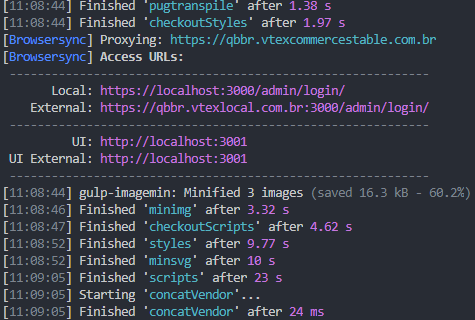 [11:08:44] Finished 'pugtranspile' after 1.38 s
[11:08:44] Finished 'checkoutStyles' after 1.97 s
[Browsersync] Proxying: https://qbbr.vtexcommercestable.com.br
[Browsersync] Access URLs:
----------------------------------------------------------
Local: https://localhost:3000/admin/login/
External: https://qbbr.vtexlocal.com.br:3000/admin/login/
----------------------------------------------------------
UI: http://localhost:3001
UI External: http://localhost:3001
----------------------------------------------------------
[11:08:44] gulp-imagemin: Minified 3 images (saved 16.3 kB - 60.2%)
[11:08:46] Finished 'minimg' after 3.32 s
[11:08:47] Finished 'checkoutScripts' after 4.62 s
[11:08:52] Finished 'styles' after 9.77 s
[11:08:52] Finished 'minsvg' after 10 s
[11:09:05] Finished 'scripts' after 23 s
[11:09:05] Starting 'concatVendor'...
[11:09:05] Finished 'concatVendor' after 24 ms